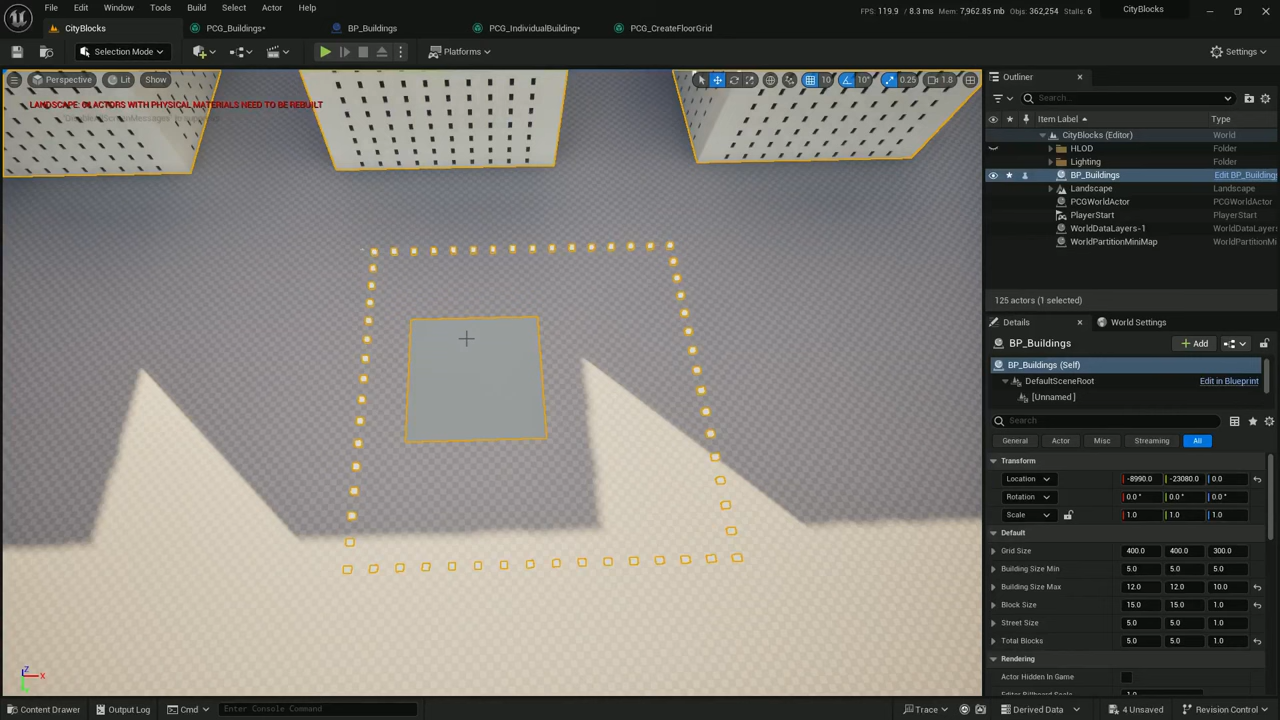 File Edit Window Tools Build Select Actor Help
FPS: 119.9 / 8.3 ms Mem: 7,962.85 mb Objs: 362,254 Stalls: 6
CityBlocks
CityBlocks PCG_Buildings* BP_Buildings PCG_IndividualBuilding* PCG_CreateFloorGrid
Selection Mode Platforms Settings
Perspective Lit Show 10 10° 0.25 1.8
LANDSCAPE: ACTORS WITH PHYSICAL MATERIALS NEED TO BE REBUILT
Outliner
Search...
Item Label Type
CityBlocks (Editor) World
HLOD Folder
Lighting Folder
BP_Buildings Edit BP_Building
Landscape Landscape
PCGWorldActor PCGWorldActor
PlayerStart PlayerStart
WorldDataLayers-1 WorldDataLayer
WorldPartitionMiniMap WorldPartitionM
125 actors (1 selected)
Details World Settings
BP_Buildings Add
BP_Buildings (Self)
DefaultSceneRoot Edit in Blueprint
[Unnamed ]
Search
General Actor Misc Streaming All
Transform
Location -8990.0 -23080.0 0.0
Rotation 0.0 ° 0.0 ° 0.0 °
Scale 1.0 1.0 1.0
Default
Grid Size 400.0 400.0 300.0
Building Size Min 5.0 5.0 5.0
Building Size Max 12.0 12.0 10.0
Block Size 15.0 15.0 1.0
Street Size 5.0 5.0 1.0
Total Blocks 5.0 5.0 1.0
Rendering
Actor Hidden In Game
Editor Billboard Scale 1.0
Z
X
Content Drawer Output Log Cmd Enter Console Command Trace Derived Data 4 Unsaved Revision Control